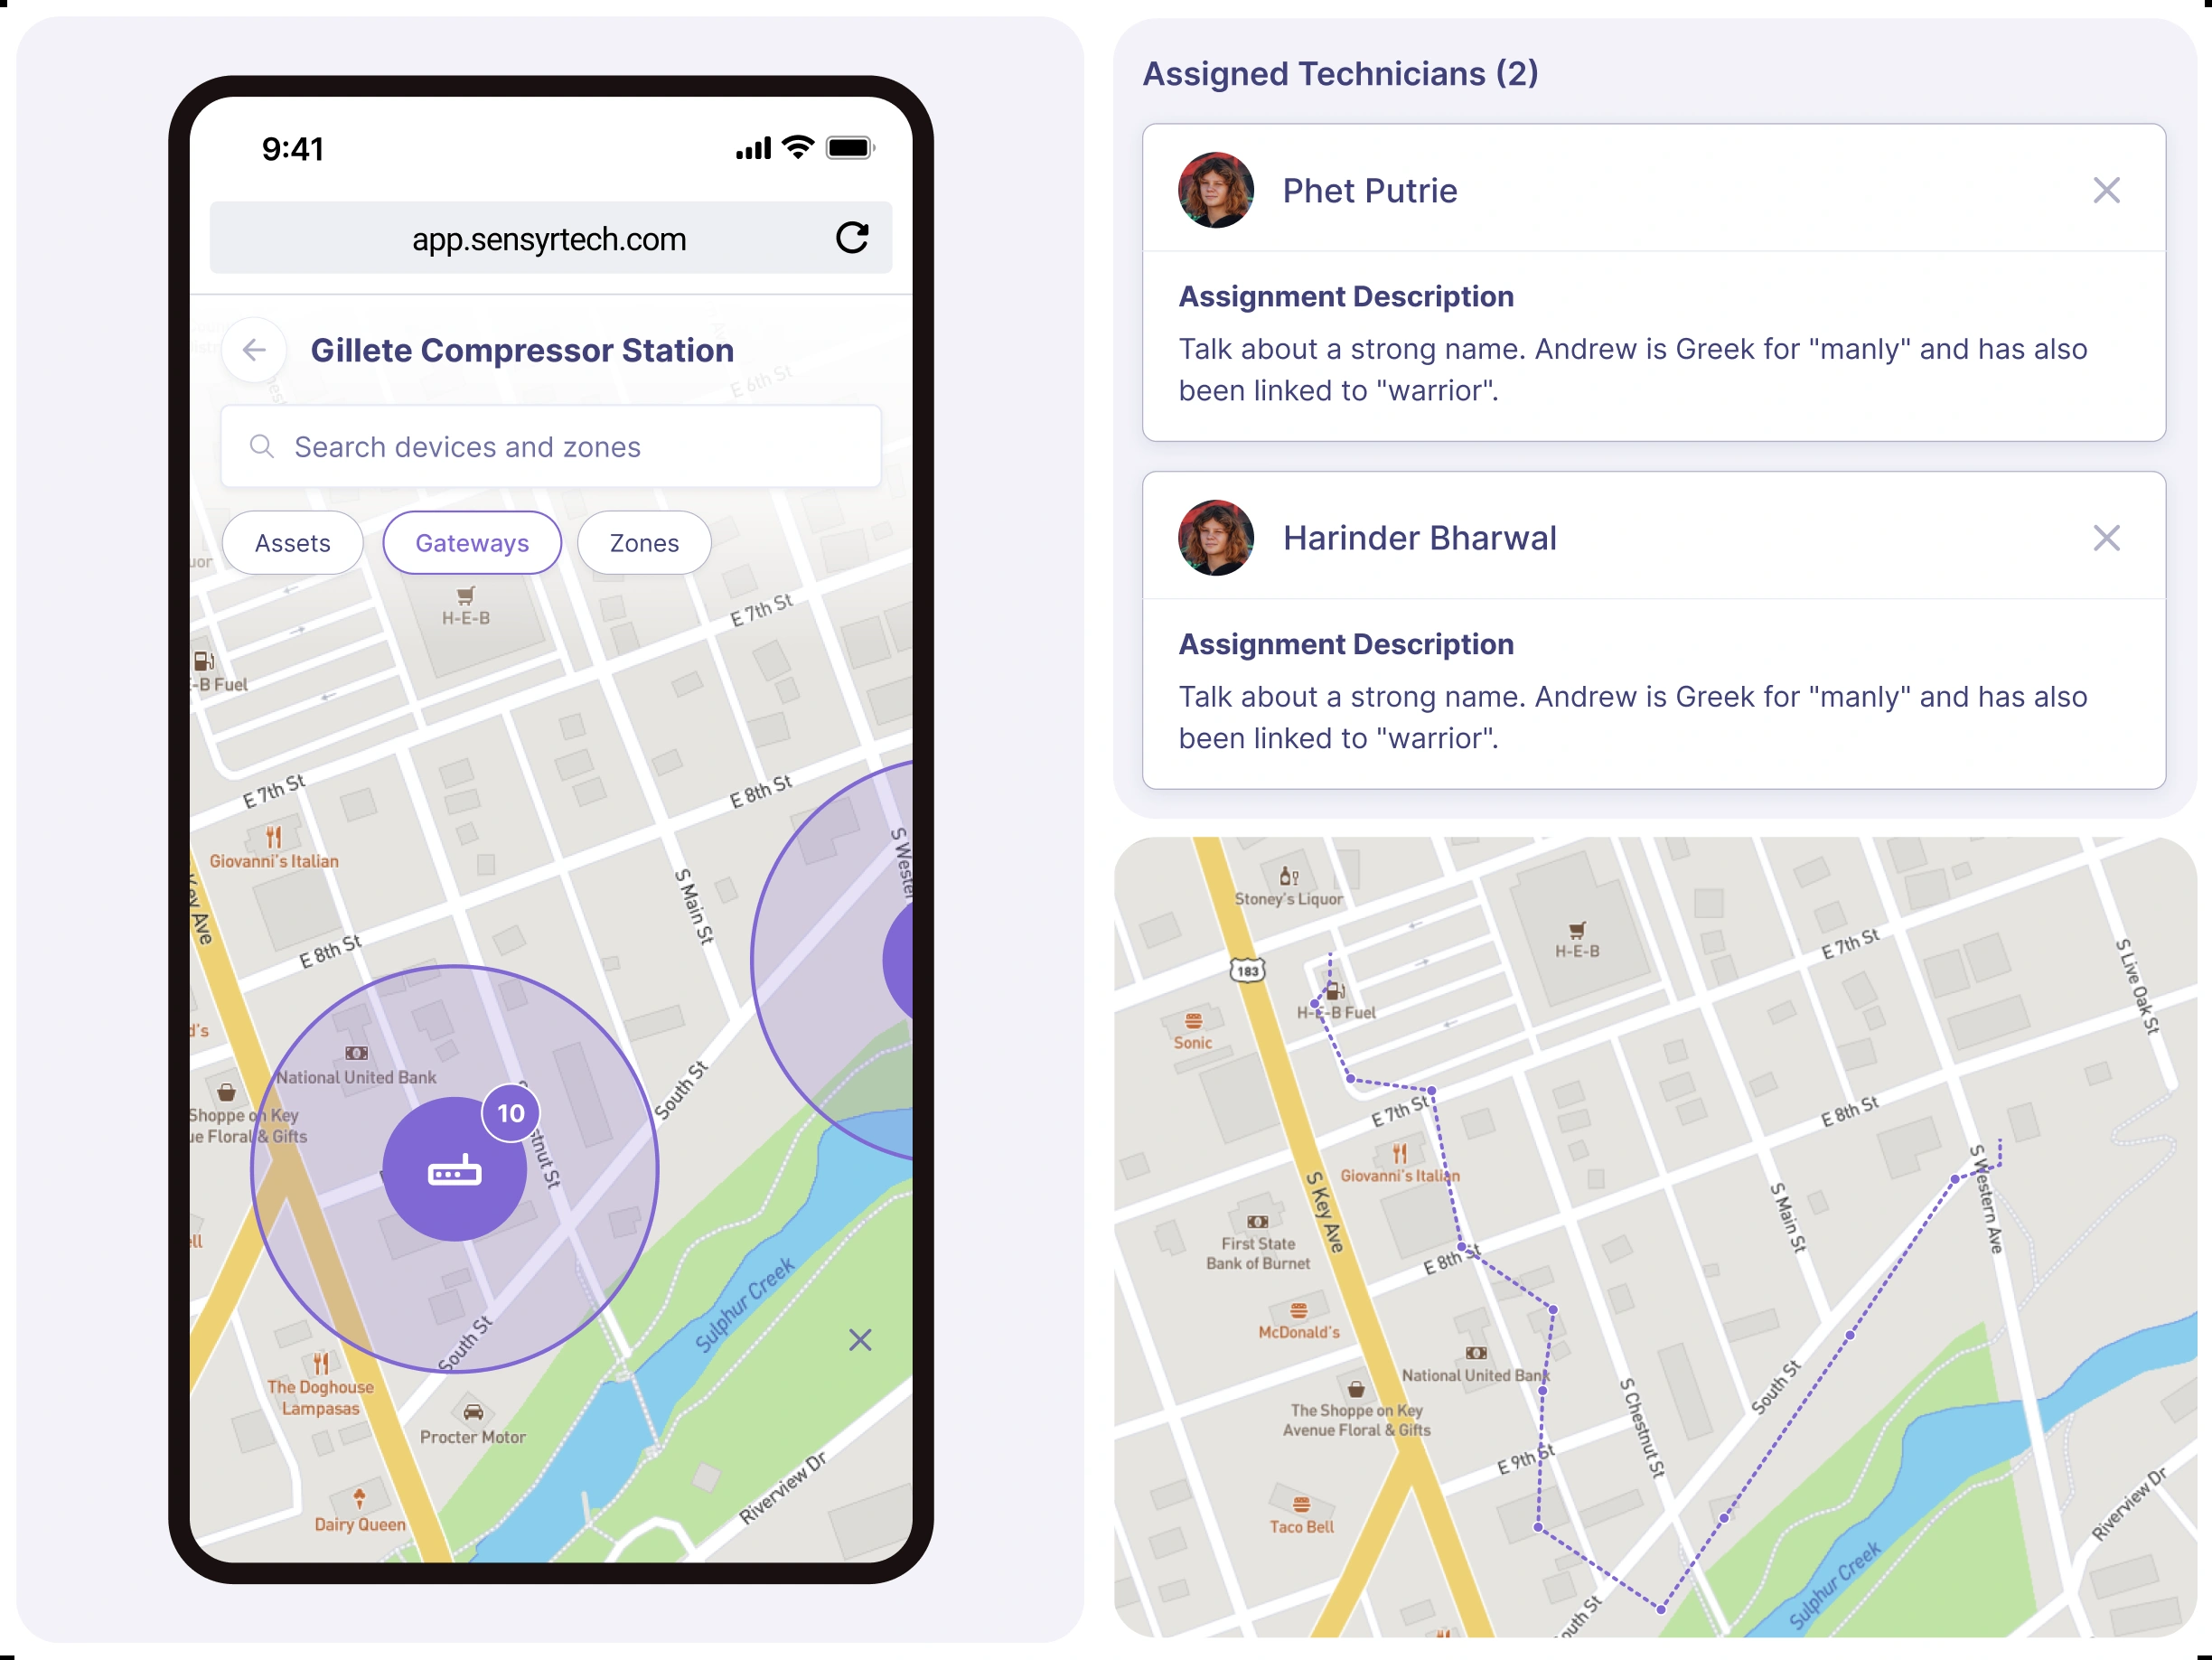 9:41
app.sensyrtech.com
Gillete Compressor Station
E 6th St
Search devices and zones
Assets
Gateways
Zones
H-E-B
E 7th St
-B Fuel
E 7th St
E 8th St
Giovanni's Italian
S Main St
Key Ave
E 8th St
National United Bank
10
Shoppe on Key
ue Floral & Gifts
South St
stnut St
Sulphur Creek
South St
The Doghouse
Lampasas
Procter Motor
Riverview Dr
Dairy Queen
Assigned Technicians (2)
Phet Putrie
Assignment Description
Talk about a strong name. Andrew is Greek for "manly" and has also
been linked to "warrior".
Harinder Bharwal
Assignment Description
Talk about a strong name. Andrew is Greek for "manly" and has also
been linked to "warrior".
Stoney's Liquor
H-E-B
E 7th St
S Live Oak St
183
H-E-B Fuel
Sonic
E 7th St
E 8th St
Giovanni's Italian
S Key Ave
S Main St
S Western Ave
First State
Bank of Burnet
E 8th St
McDonald's
National United Bank
The Shoppe on Key
Avenue Floral & Gifts
South St
S Chestnut St
E 9th St
Taco Bell
Riverview Dr
Sulphur Creek
outh St